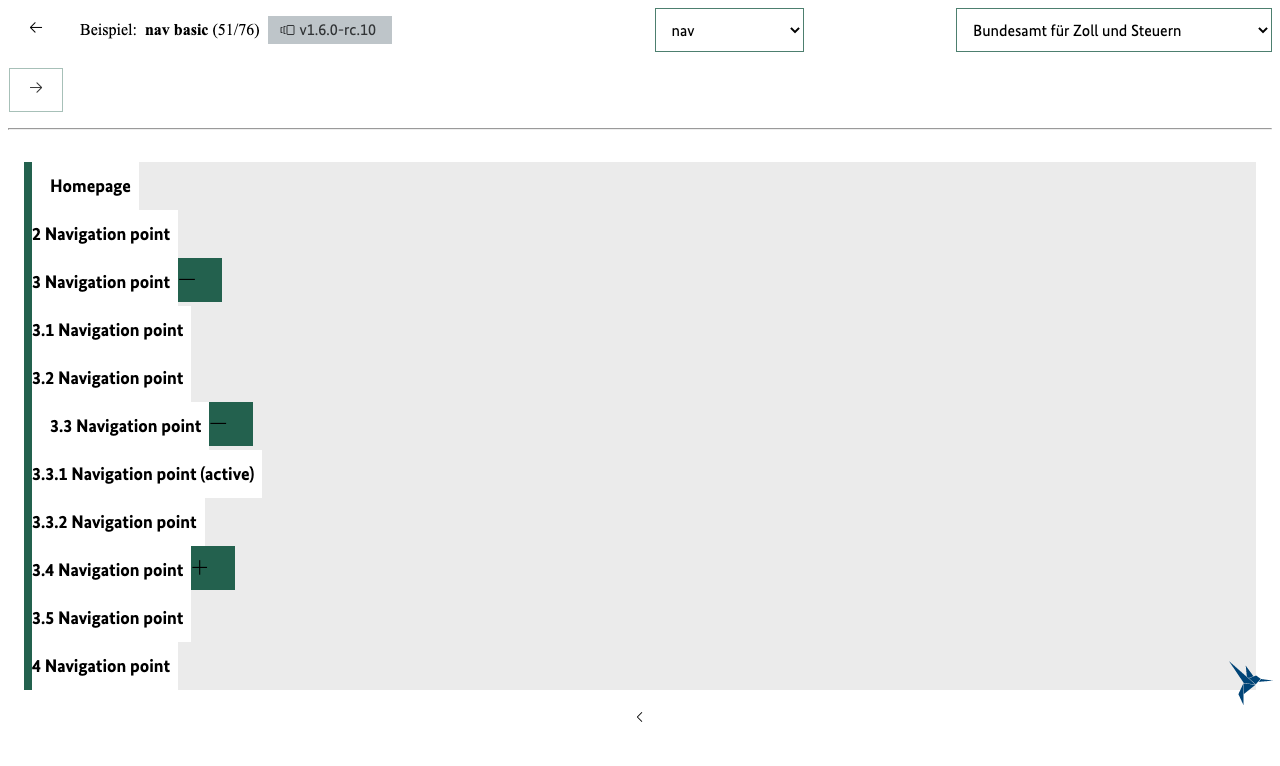 Beispiel: nav basic (51/76) v1.6.0-rc.10 nav Bundesamt für Zoll und Steuern
Homepage
2 Navigation point
3 Navigation point
3.1 Navigation point
3.2 Navigation point
3.3 Navigation point
3.3.1 Navigation point (active)
3.3.2 Navigation point
3.4 Navigation point
3.5 Navigation point
4 Navigation point